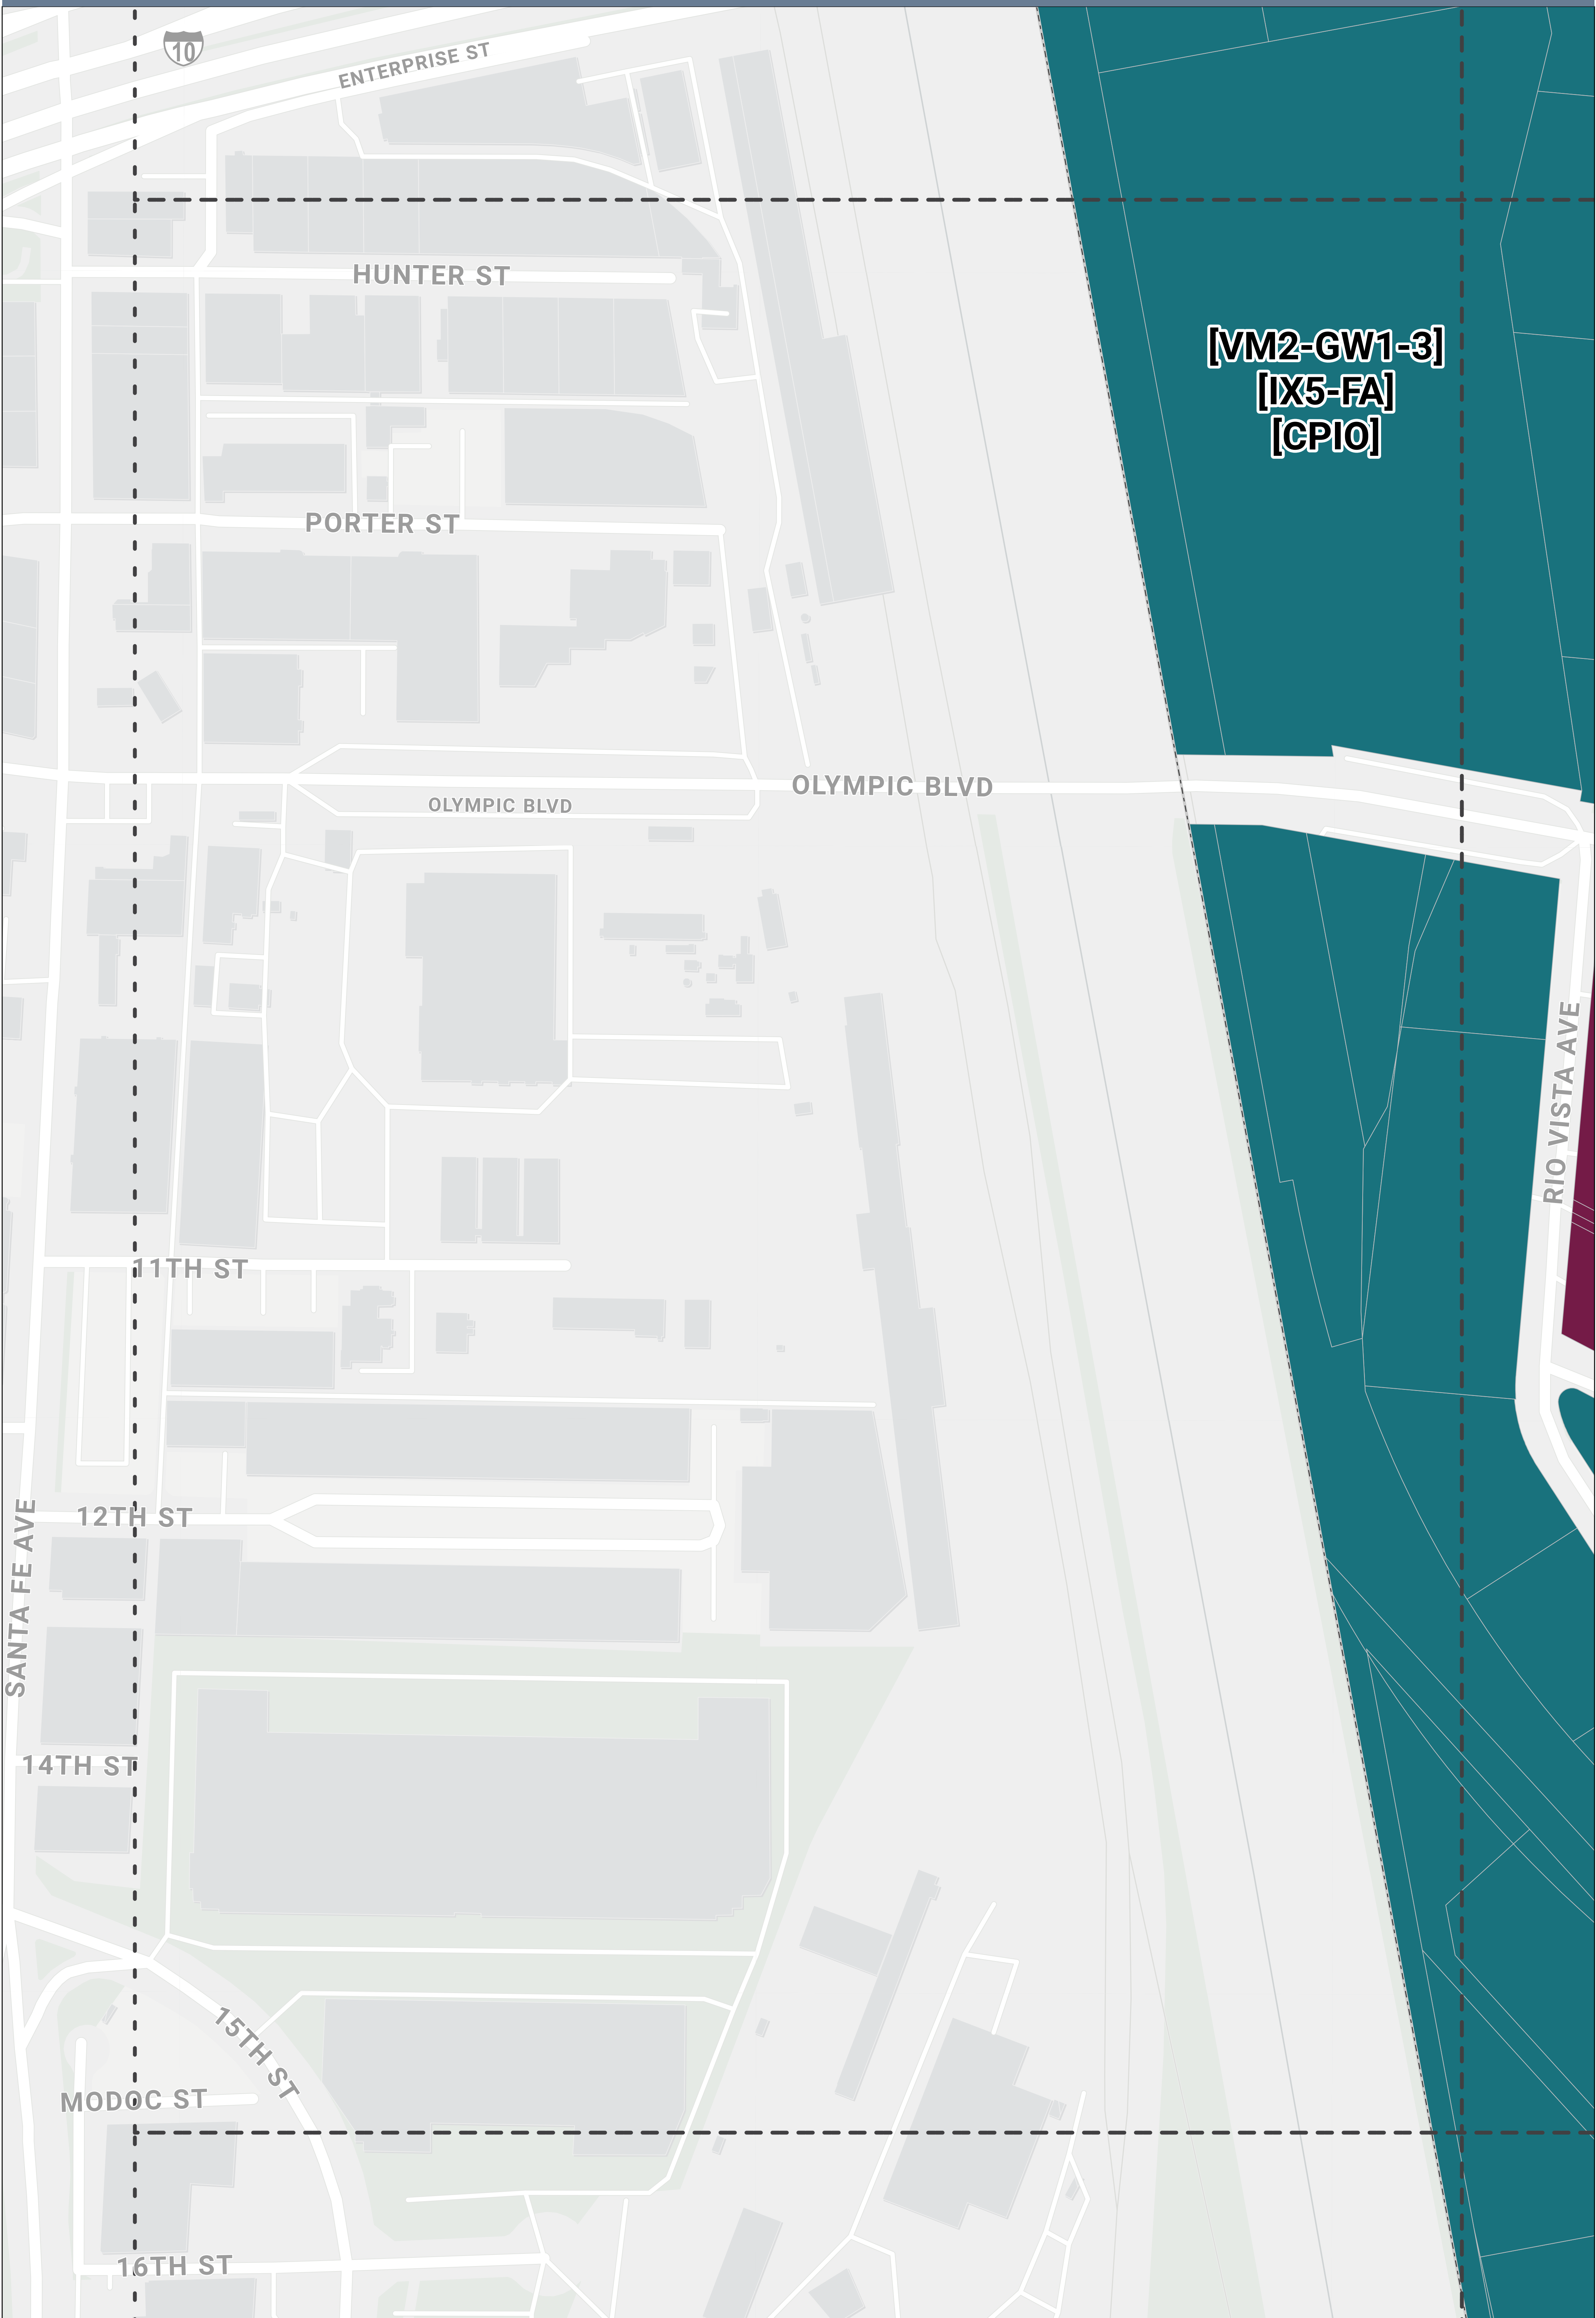 10
ENTERPRISE ST
HUNTER ST
[VM2-GW1-3]
[IX5-FA]
[CPIO]
PORTER ST
OLYMPIC BLVD
OLYMPIC BLVD
RIO VISTA AVE
11TH ST
12TH ST
SANTA FE AVE
14TH ST
15TH ST
MODOC ST
16TH ST